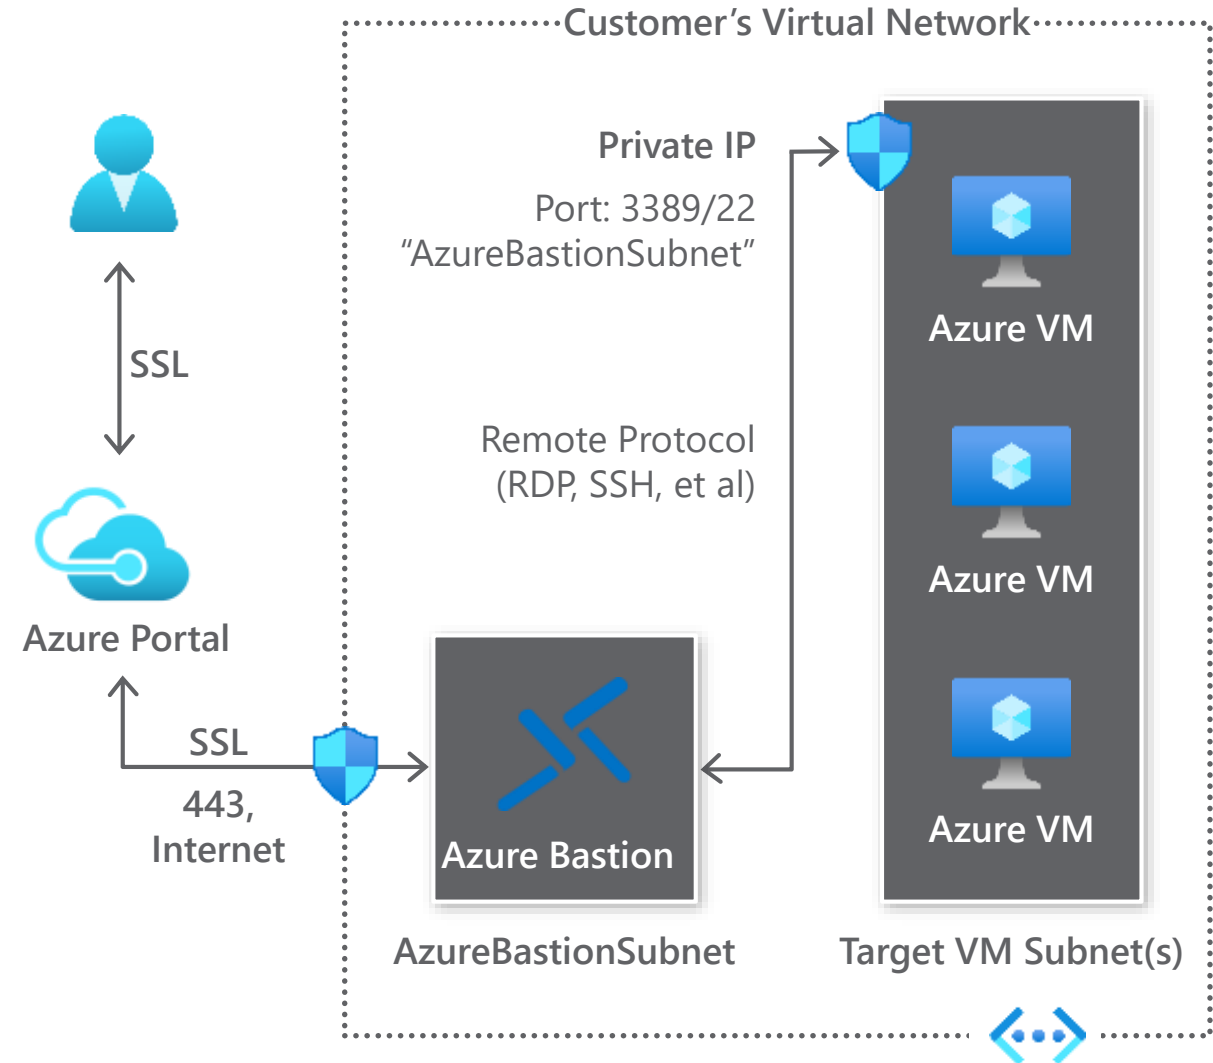 Customer’s Virtual Network
Private IP
Port: 3389/22
“AzureBastionSubnet”
Azure VM
SSL
Remote Protocol
(RDP, SSH, et al)
Azure VM
Azure Portal
SSL
443,
Internet
Azure Bastion
Azure VM
AzureBastionSubnet
Target VM Subnet(s)